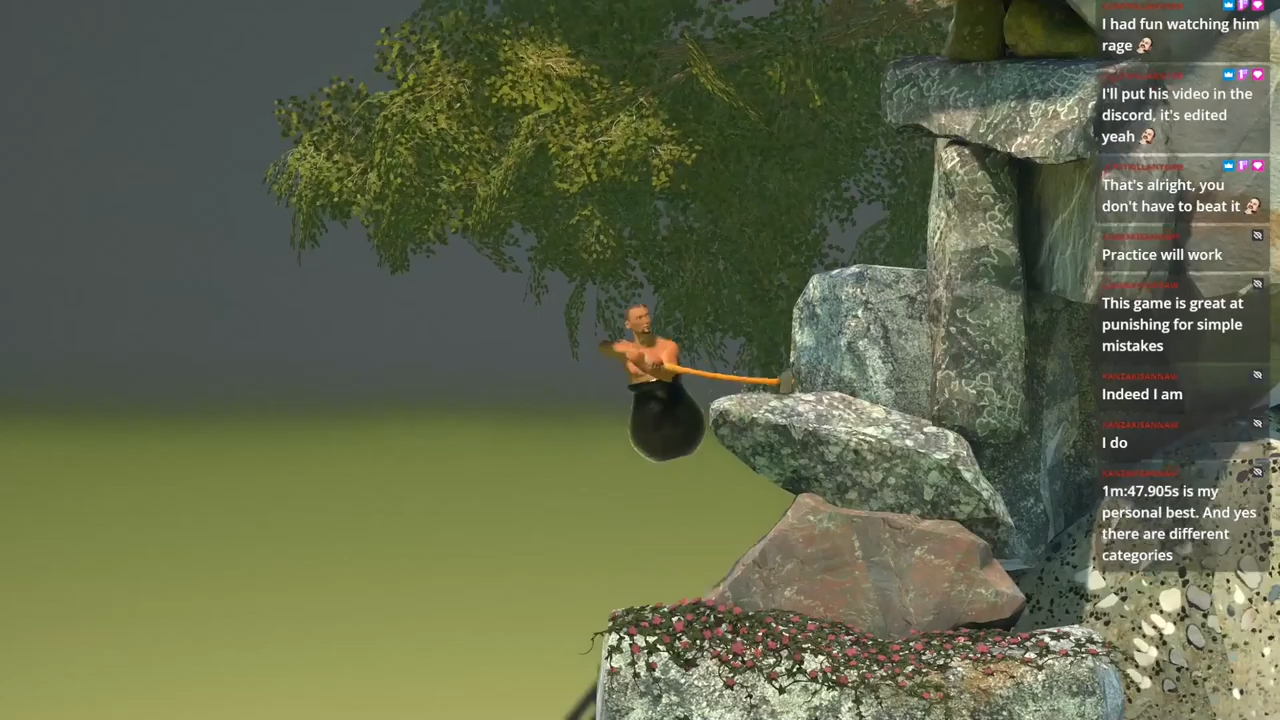 I had fun watching him
rage
I'll put his video in the
discord, it's edited
yeah
That's alright, you
don't have to beat it
Practice will work
This game is great at
punishing for simple
mistakes
Indeed I am
I do
1m:47.905s is my
personal best. And yes
there are different
categories